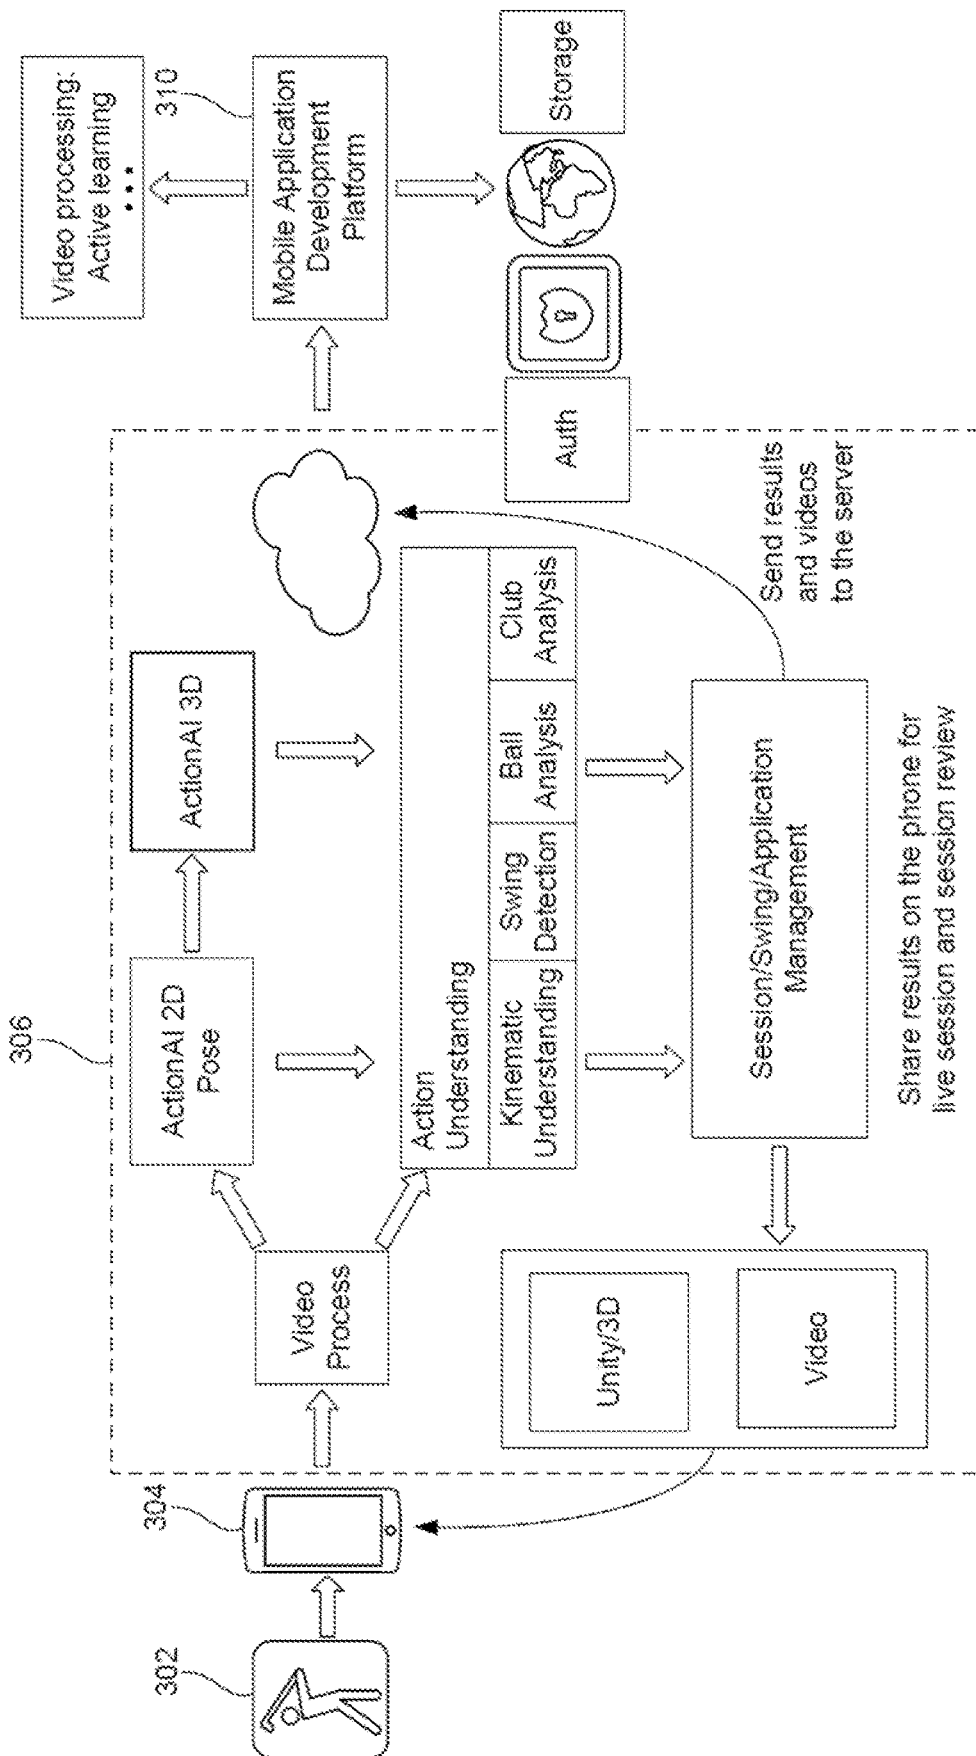 302
304
306
Video
Process
ActionAI 2D
Pose
ActionAI 3D
Action
Understanding
Kinematic
Understanding
Swing
Detection
Ball
Analysis
Club
Analysis
Session/Swing/Application
Management
Unity/3D
Video
Share results on the phone for
live session and session review
Send results
and videos
to the server
Video processing:
Active learning
•••
310
Mobile Application
Development
Platform
Auth
Storage